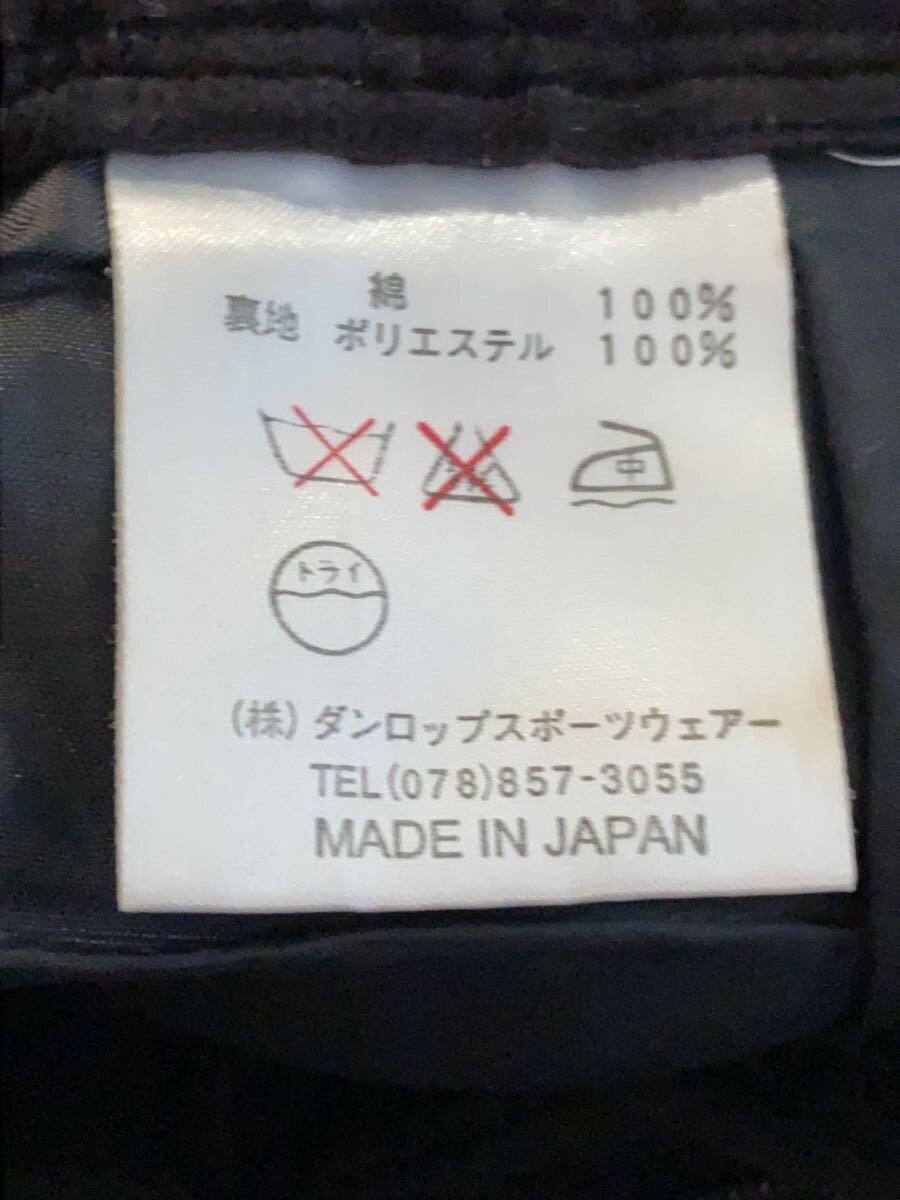 綿 100%
裏地 ポリエステル 100%
中
トライ
(株)ダンロップスポーツウェアー
TEL(078)857-3055
MADE IN JAPAN